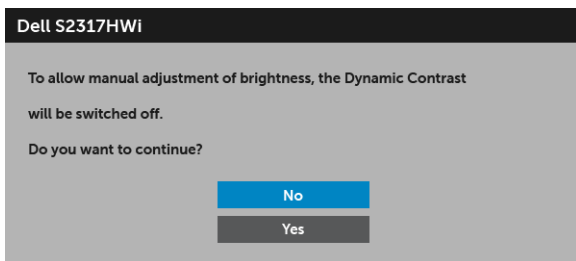 Dell S2317HWi
To allow manual adjustment of brightness, the Dynamic Contrast
will be switched off.
Do you want to continue?
No
Yes